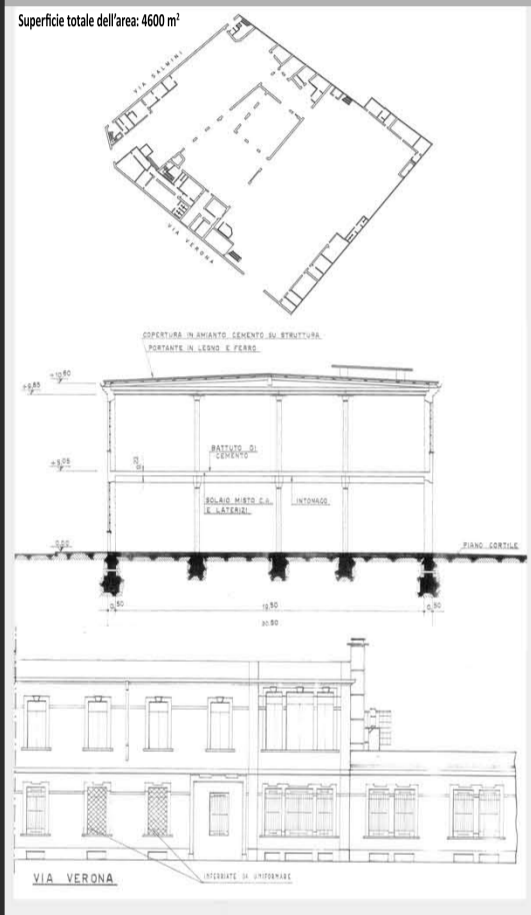 Superficie totale dell'area: 4600 m²
VIA SALMINI
VIA VERONA
COPERTURA IN AMIANTO CEMENTO SU STRUTTURA
PORTANTE IN LEGNO E FERRO
+10,50
+9,85
BATTUTO DI
CEMENTO
+5,05
SOLAIO MISTO C.A.
E LATERIZI
INTONACO
0,00
PIANO CORTILE
0,50
19,50
0,50
20,50
VIA VERONA
INFERRIATE DA UNIFORMARE